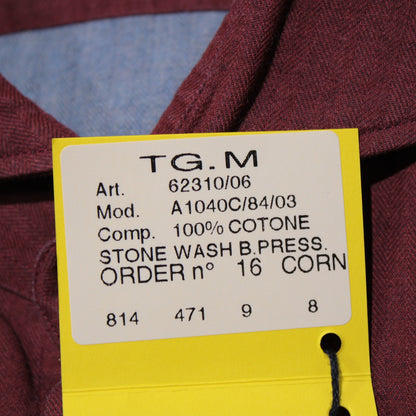 TG.M
Art. 62310/06
Mod. A1040C/84/03
Comp. 100% COTONE
STONE WASH B.PRESS.
ORDER nº 16 CORN
814 471 9 8